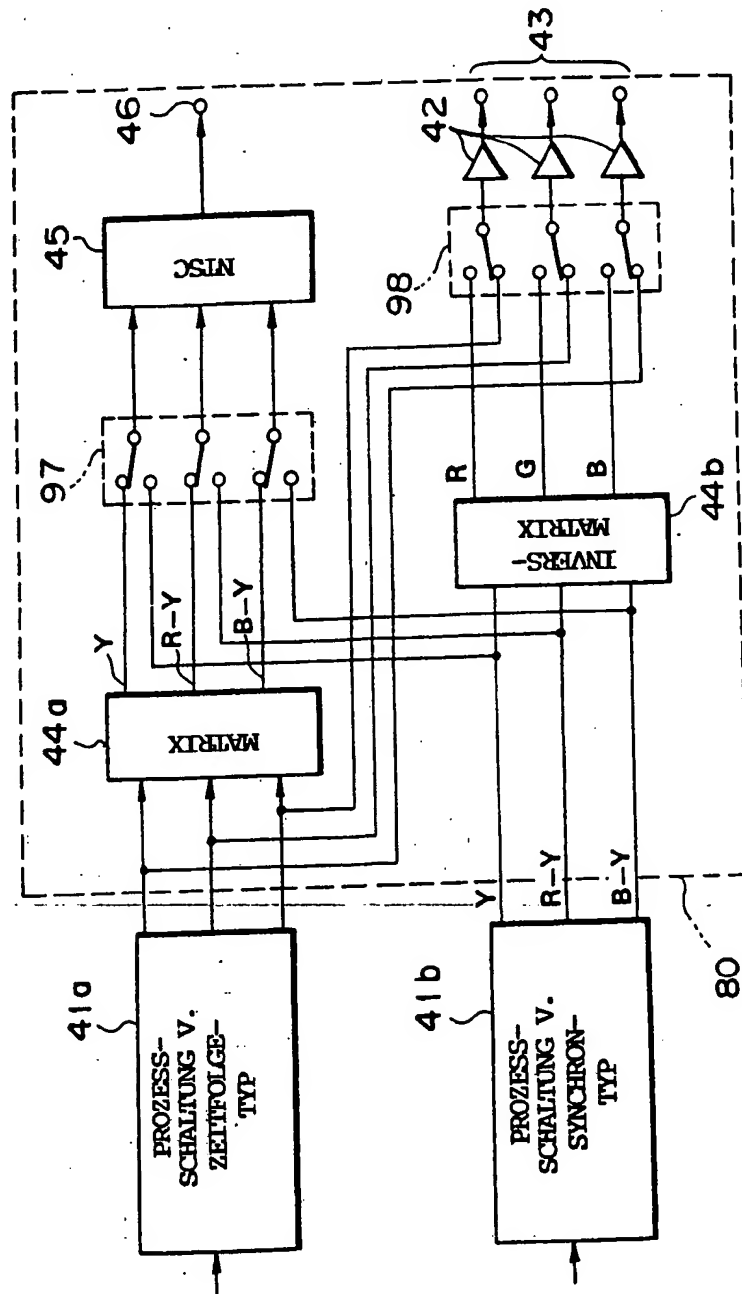 41a
PROZESS-
SCHALTUNG V.
ZEITFOLGE-
TYP
44a
MATRIX
Y
R-Y
B-Y
97
45
NTSC
46
41b
PROZESS-
SCHALTUNG V.
SYNCHRON-
TYP
Y
R-Y
B-Y
80
INVERS-
MATRIX
44b
R
G
B
98
42
43